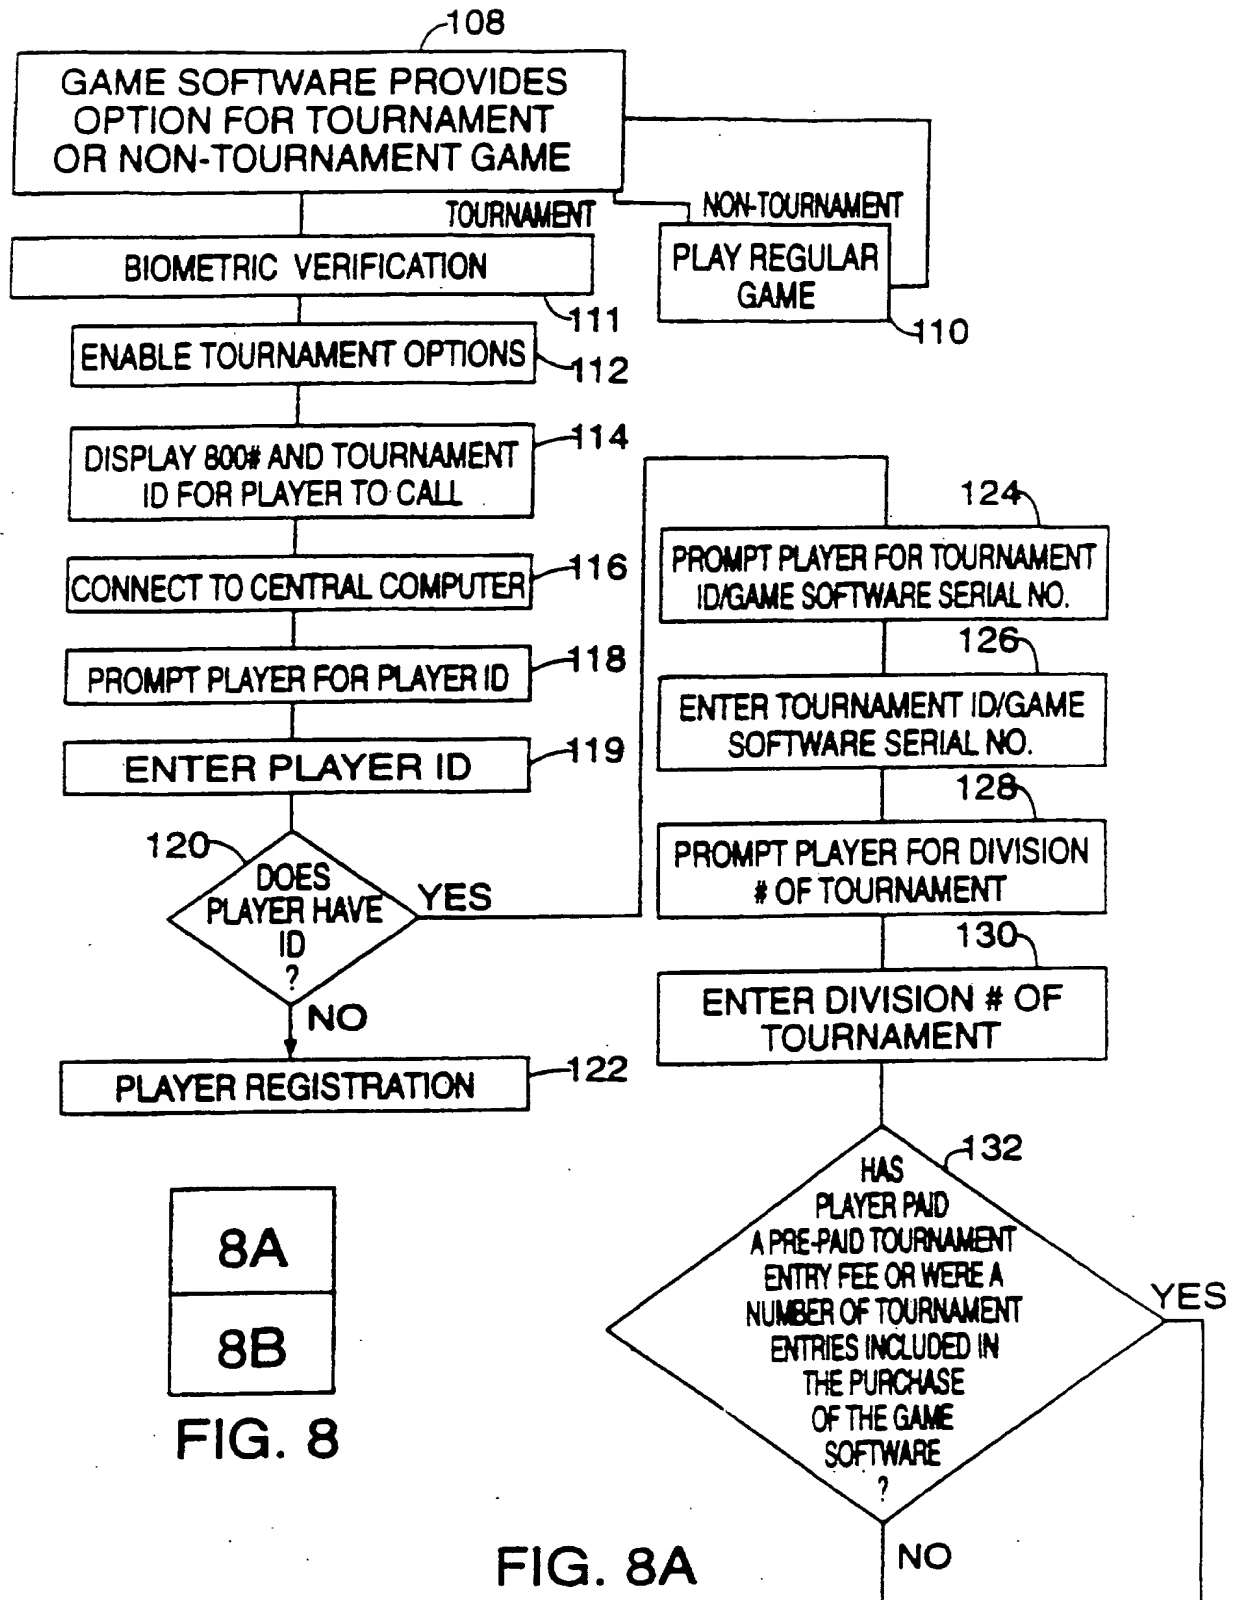 108
GAME SOFTWARE PROVIDES
OPTION FOR TOURNAMENT
OR NON-TOURNAMENT GAME
TOURNAMENT
NON-TOURNAMENT
PLAY REGULAR
GAME
110
BIOMETRIC VERIFICATION
111
ENABLE TOURNAMENT OPTIONS
112
DISPLAY 800# AND TOURNAMENT
ID FOR PLAYER TO CALL
114
CONNECT TO CENTRAL COMPUTER
116
PROMPT PLAYER FOR PLAYER ID
118
ENTER PLAYER ID
119
120
DOES
PLAYER HAVE
ID
?
YES
NO
PLAYER REGISTRATION
122
124
PROMPT PLAYER FOR TOURNAMENT
ID/GAME SOFTWARE SERIAL NO.
126
ENTER TOURNAMENT ID/GAME
SOFTWARE SERIAL NO.
128
PROMPT PLAYER FOR DIVISION
# OF TOURNAMENT
130
ENTER DIVISION # OF
TOURNAMENT
132
HAS
PLAYER PAID
A PRE-PAID TOURNAMENT
ENTRY FEE OR WERE A
NUMBER OF TOURNAMENT
ENTRIES INCLUDED IN
THE PURCHASE
OF THE GAME
SOFTWARE
?
YES
NO
8A
8B
FIG. 8
FIG. 8A